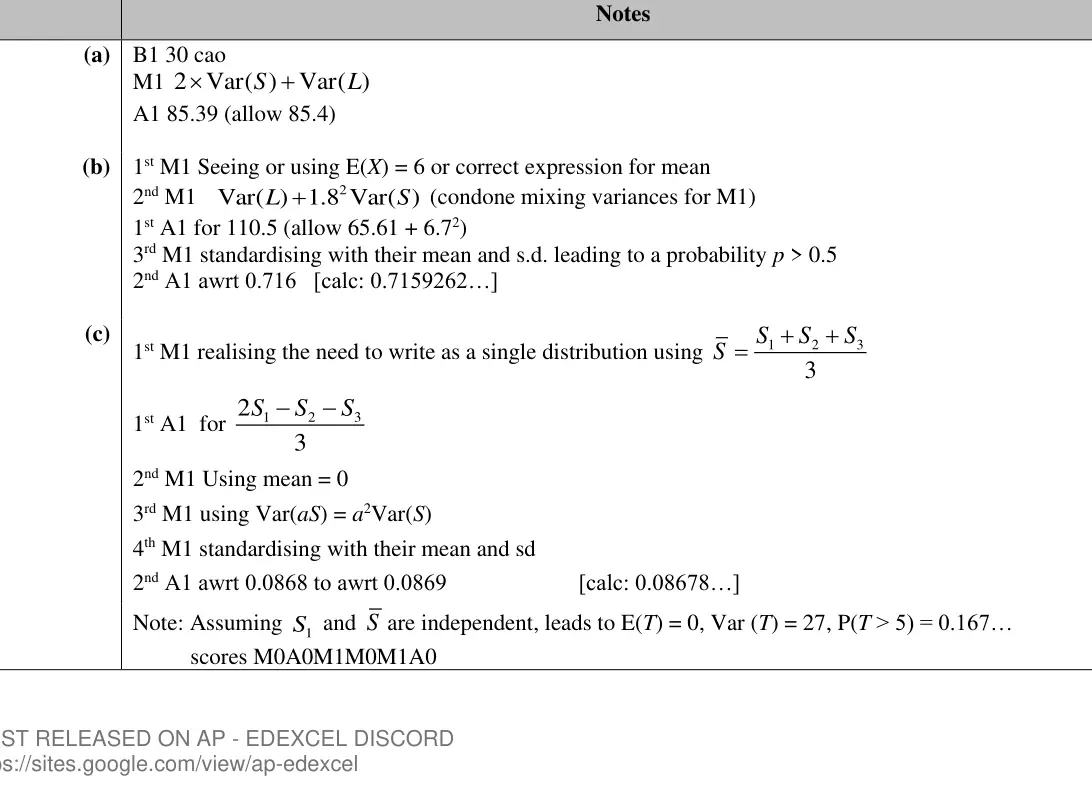 Notes
(a) B1 30 cao
M1 2 × Var(S) + Var(L)
A1 85.39 (allow 85.4)
(b) 1st M1 Seeing or using E(X) = 6 or correct expression for mean
2nd M1 Var(L) + 1.8² Var(S) (condone mixing variances for M1)
1st A1 for 110.5 (allow 65.61 + 6.7²)
3rd M1 standardising with their mean and s.d. leading to a probability p > 0.5
2nd A1 awrt 0.716 [calc: 0.7159262…]
(c) 1st M1 realising the need to write as a single distribution using S̅ = (S₁ + S₂ + S₃)/3
1st A1 for (2S₁ − S₂ − S₃)/3
2nd M1 Using mean = 0
3rd M1 using Var(aS) = a²Var(S)
4th M1 standardising with their mean and sd
2nd A1 awrt 0.0868 to awrt 0.0869 [calc: 0.08678…]
Note: Assuming S₁ and S̅ are independent, leads to E(T) = 0, Var (T) = 27, P(T > 5) = 0.167…
scores M0A0M1M0M1A0
ST RELEASED ON AP - EDEXCEL DISCORD
ps://sites.google.com/view/ap-edexcel